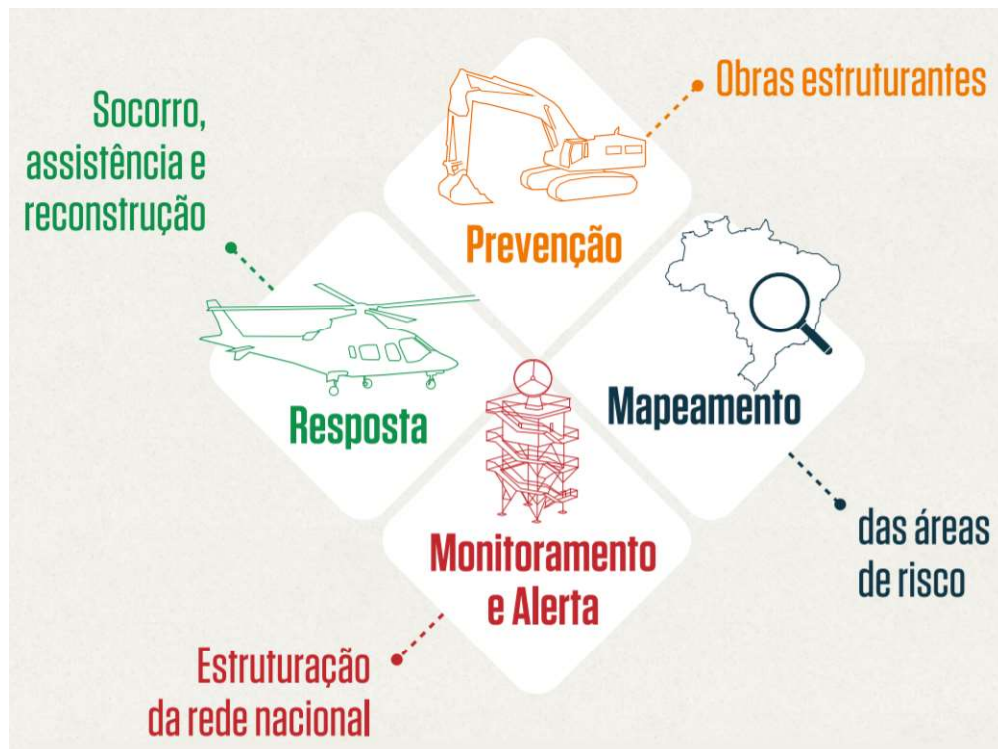 Obras estruturantes
Prevenção
Socorro,
assistência e
reconstrução
Resposta
Mapeamento
das áreas
de risco
Monitoramento
e Alerta
Estruturação
da rede nacional